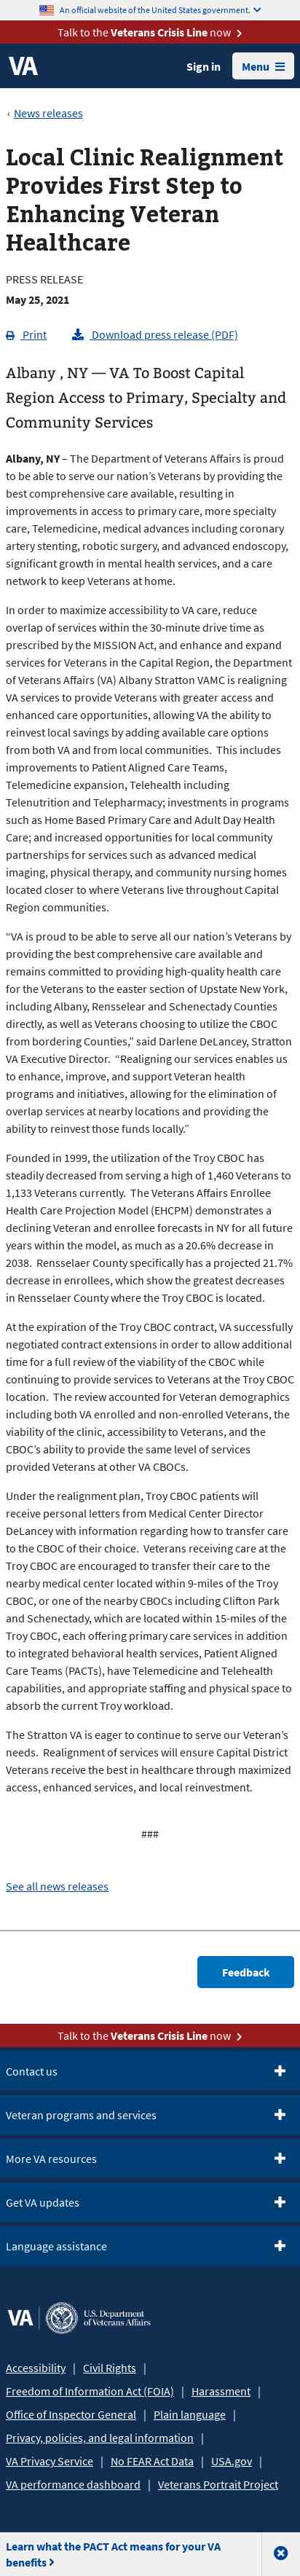 An official website of the United States government.
Talk to the Veterans Crisis Line now
VA
Sign in
Menu
‹ News releases
Local Clinic Realignment
Provides First Step to
Enhancing Veteran
Healthcare
PRESS RELEASE
May 25, 2021
Print
Download press release (PDF)
Albany , NY — VA To Boost Capital
Region Access to Primary, Specialty and
Community Services
Albany, NY – The Department of Veterans Affairs is proud
to be able to serve our nation’s Veterans by providing the
best comprehensive care available, resulting in
improvements in access to primary care, more specialty
care, Telemedicine, medical advances including coronary
artery stenting, robotic surgery, and advanced endoscopy,
significant growth in mental health services, and a care
network to keep Veterans in care close to home.
In order to maximize accessibility to VA care, reduce
overlap of services within the 30-minute drive time as
prescribed by the MISSION Act, and enhance and expand
services for Veterans in the Capital Region, the Department
of Veterans Affairs (VA) Albany Stratton VAMC is realigning
VA services to provide Veterans with greater access and
enhanced care opportunities, allowing VA the ability to
reinvest local savings by adding available care options
from both VA and from local communities.  This includes
improvements to Patient Aligned Care Teams,
Telemedicine expansion, Telehealth including
Telenutrition and Telepharmacy; investments in programs
such as Home Based Primary Care and Adult Day Health
Care; and increased opportunities for local community
partnerships for services such as advanced medical
imaging, physical therapy, and community nursing homes
located closer to where Veterans live throughout Capital
Region communities.
“VA is proud to be able to serve all our nation’s Veterans by
providing the best comprehensive care available, and we
remained committed to providing high-quality health care
for Veterans to the easter section of Upstate New York,
including Albany, Rensselear and Schenectady Counties
directly, as well as Veterans choosing to utilize the CBOC
from bordering Counties,” said Darlene DeLancey, Stratton
VA Executive Director.  “Realigning our services enables us
to enhance, improve, and support Veteran health
programs and initiatives, allowing for the elimination of
overlap services at nearby locations and providing the
ability to reinvest those funds locally.”
Founded in 1999, the utilization of the Troy CBOC has
steadily decreased from serving a high of 1,460 Veterans to
1,133 Veterans currently.  The Veterans Affairs Enrollee
Health Care Projection Model (EHCPM) demonstrates a
declining Veteran and enrollee forecasts in NY for all future
years within the model, as much as a 20.6% decrease in
2038.  Rensselaer County specifically has a projected 21.7%
decrease in enrollees, which show the greatest decreases
in Rensselaer County where the Troy CBOC is located.
At the expiration of the Troy CBOC contract, VA successfully
negotiated contract extensions in order to allow additional
time for a full review of the viability of the CBOC while
continuing to provide services to Veterans at the Troy CBOC
location.  The review accounted for Veteran demographics
including both VA enrolled and non-enrolled Veterans, the
viability of the clinic, accessibility to Veterans, and the
CBOC’s ability to provide the same level of services
provided Veterans at other VA CBOCs.
Under the realignment plan, Troy CBOC patients will
receive personal letters from Medical Center Director
DeLancey with information regarding how to transfer care
to the CBOC of their choice.  Veterans receiving care at the
Troy CBOC are encouraged to transfer their care to the
nearby medical center located within 9-miles of the Troy
CBOC, or one of the nearby CBOCs including Clifton Park
and Schenectady, which are located within 15-miles of the
Troy CBOC, each offering primary care services in addition
to integrated behavioral health services, Patient Aligned
Care Teams (PACTs), have Telemedicine and Telehealth
capabilities, and appropriate staffing and physical space to
absorb the current Troy workload.
The Stratton VA is eager to continue to serve our Veteran’s
needs.  Realignment of services will ensure Capital District
Veterans receive the best in healthcare through maximized
access, enhanced services, and local reinvestment.
###
See all news releases
Feedback
Talk to the Veterans Crisis Line now
Contact us
Veteran programs and services
More VA resources
Get VA updates
Language assistance
VA
U.S. Department
of Veterans Affairs
Accessibility | Civil Rights |
Freedom of Information Act (FOIA) | Harassment |
Office of Inspector General | Plain language |
Privacy, policies, and legal information |
VA Privacy Service | No FEAR Act Data | USA.gov |
VA performance dashboard | Veterans Portrait Project
Learn what the PACT Act means for your VA
benefits